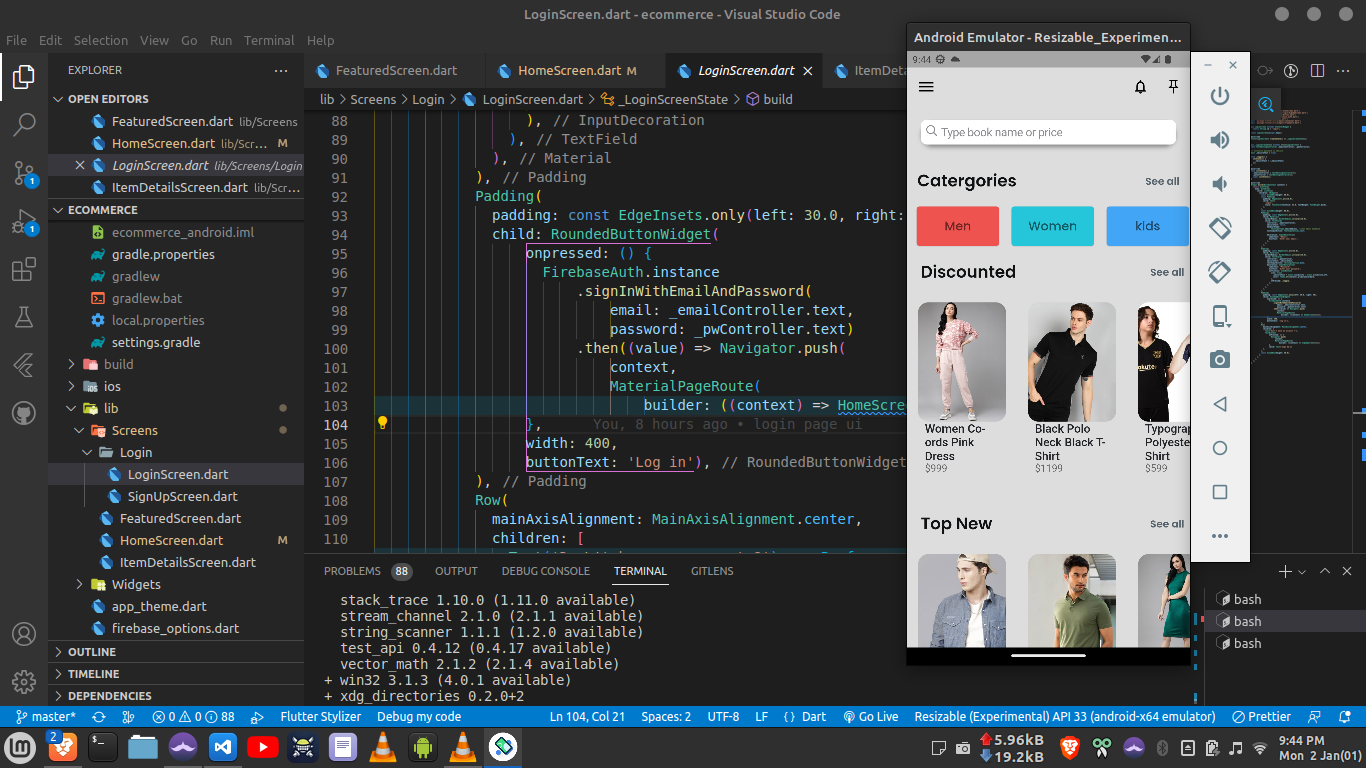 LoginScreen.dart - ecommerce - Visual Studio Code
File Edit Selection View Go Run Terminal Help
EXPLORER
OPEN EDITORS
FeaturedScreen.dart lib/Screens
HomeScreen.dart lib/Screens M
LoginScreen.dart lib/Screens/Login
ItemDetailsScreen.dart lib/Scr...
ECOMMERCE
ecommerce_android.iml
gradle.properties
gradlew
gradlew.bat
local.properties
settings.gradle
build
ios
lib
Screens
Login
LoginScreen.dart
SignUpScreen.dart
FeaturedScreen.dart
HomeScreen.dart M
ItemDetailsScreen.dart
Widgets
app_theme.dart
firebase_options.dart
OUTLINE
TIMELINE
DEPENDENCIES
FeaturedScreen.dart HomeScreen.dart M LoginScreen.dart ItemDeta
lib > Screens > Login > LoginScreen.dart > _LoginScreenState > build
88 ), // InputDecoration
89 ), // TextField
90 ), // Material
91 ), // Padding
92 Padding(
93 padding: const EdgeInsets.only(left: 30.0, right:
94 child: RoundedButtonWidget(
95 onpressed: () {
96 FirebaseAuth.instance
97 .signInWithEmailAndPassword(
98 email: _emailController.text,
99 password: _pwController.text)
100 .then((value) => Navigator.push(
101 context,
102 MaterialPageRoute(
103 builder: ((context) => HomeScree
104 }, You, 8 hours ago • login page ui
105 width: 400,
106 buttonText: 'Log in'), // RoundedButtonWidget
107 ), // Padding
108 Row(
109 mainAxisAlignment: MainAxisAlignment.center,
110 children: [
PROBLEMS 88 OUTPUT DEBUG CONSOLE TERMINAL GITLENS
stack_trace 1.10.0 (1.11.0 available)
stream_channel 2.1.0 (2.1.1 available)
string_scanner 1.1.1 (1.2.0 available)
test_api 0.4.12 (0.4.17 available)
vector_math 2.1.2 (2.1.4 available)
+ win32 3.1.3 (4.0.1 available)
+ xdg_directories 0.2.0+2
bash
bash
bash
Android Emulator - Resizable_Experimen...
9:44
Type book name or price
Catergories See all
Men Women kids
Discounted See all
Women Co-
ords Pink
Dress
$999
Black Polo
Neck Black T-
Shirt
$1199
Typograp
Polyeste
Shirt
$599
Top New See all
master* 0 0 88 Flutter Stylizer Debug my code Ln 104, Col 21 Spaces: 2 UTF-8 LF { } Dart Go Live Resizable (Experimental) API 33 (android-x64 emulator) Prettier
2
5.96kB
19.2kB
9:44 PM
Mon 2 Jan(01)